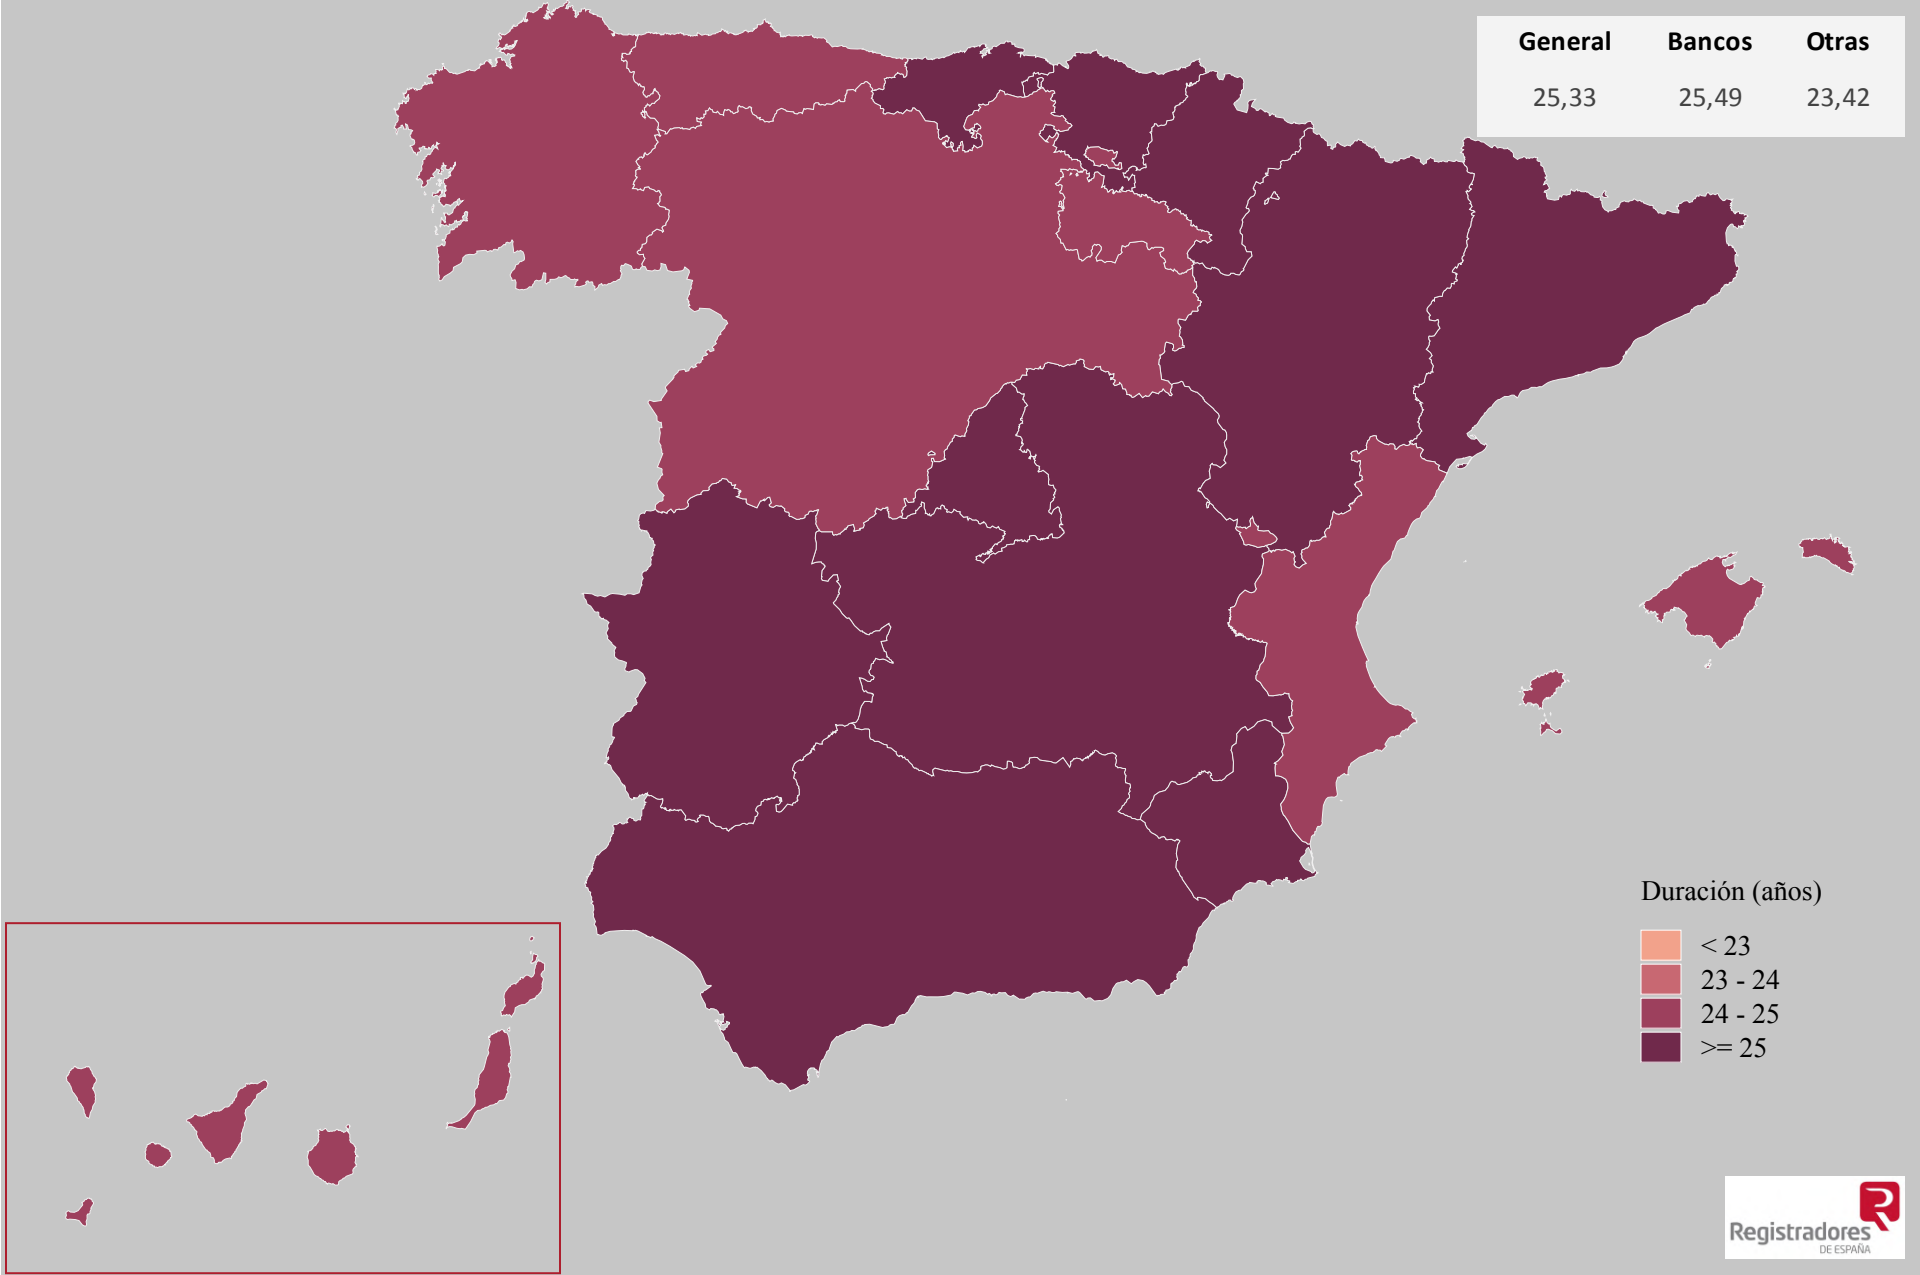 General Bancos Otras
25,33 25,49 23,42
Duración (años)
< 23
23 - 24
24 - 25
>= 25
Registradores
DE ESPAÑA